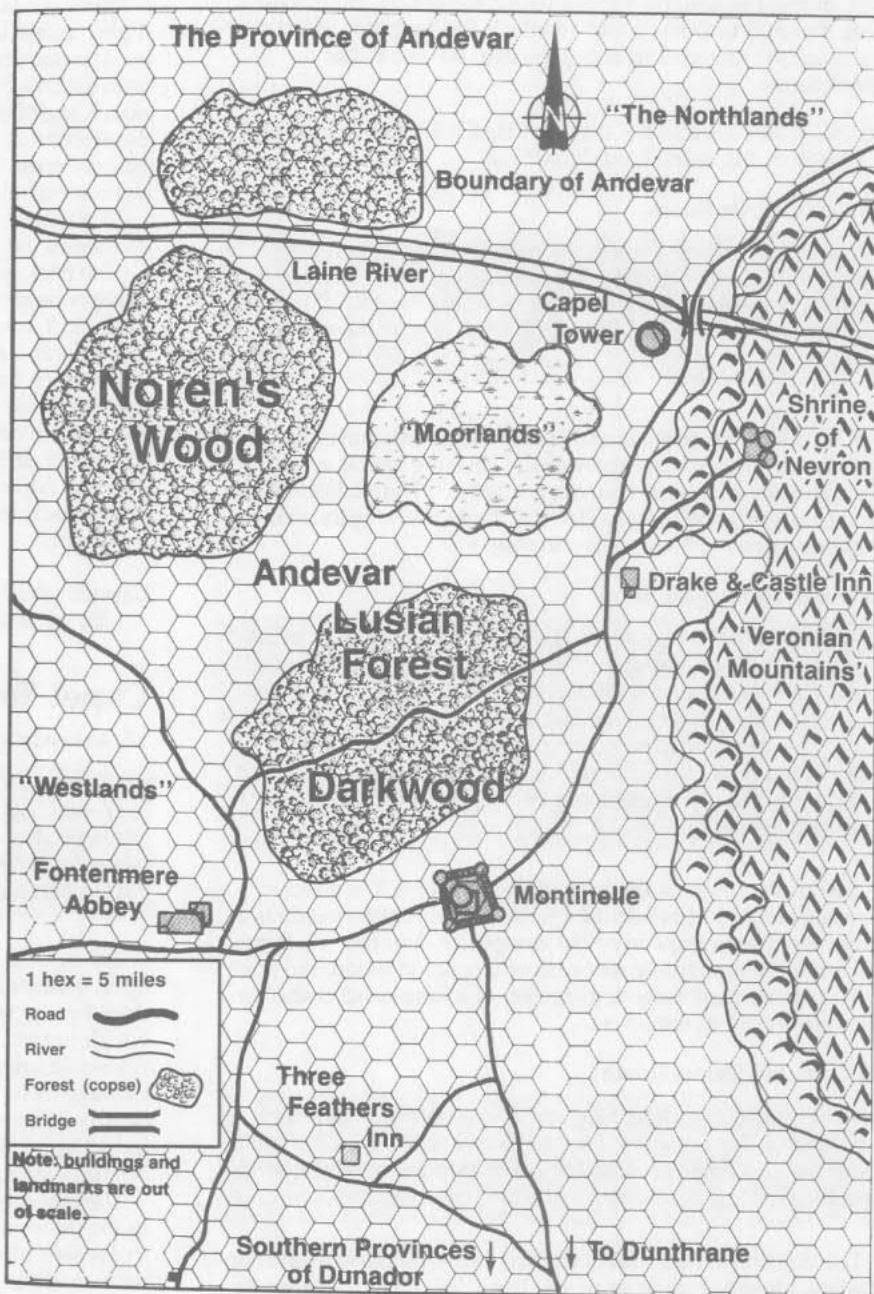 The Province of Andevar
N
"The Northlands"
Boundary of Andevar
Laine River
Capel
Tower
Noren's
Wood
"Moorlands"
Shrine
of
Nevron
Andevar
Drake & Castle Inn
Lusian
Forest
'Veronian
Mountains'
"Westlands"
Darkwood
Fontenmere
Abbey
Montinelle
1 hex = 5 miles
Road
River
Forest (copse)
Bridge
Note: buildings and
landmarks are out
of scale.
Three
Feathers
Inn
Southern Provinces
of Dunador
To Dunthrane